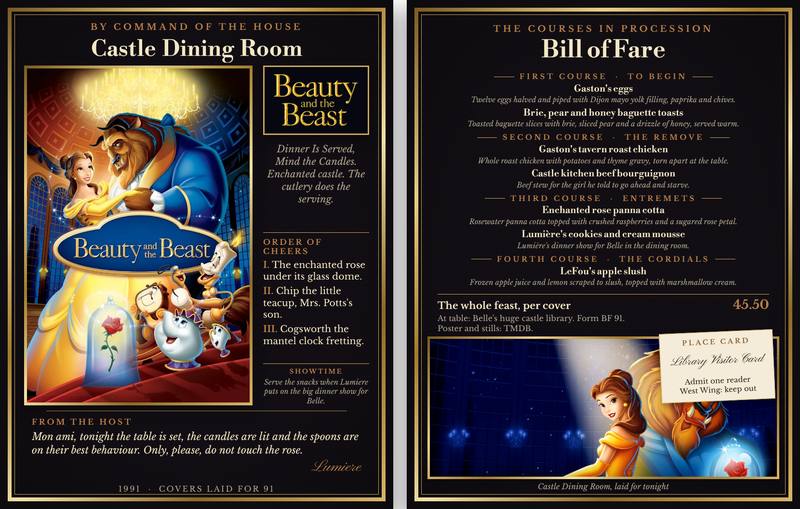 BY COMMAND OF THE HOUSE
Castle Dining Room
Beauty
and the
Beast
Dinner Is Served,
Mind the Candles.
Enchanted castle. The
cutlery does the
serving.
Beauty and the Beast
ORDER OF
CHEERS
I. The enchanted rose
under its glass dome.
II. Chip the little
teacup, Mrs. Potts's
son.
III. Cogsworth the
mantel clock fretting.
SHOWTIME
Serve the snacks when Lumiere
puts on the big dinner show for
Belle.
FROM THE HOST
Mon ami, tonight the table is set, the candles are lit and the spoons are
on their best behaviour. Only, please, do not touch the rose.
Lumiere
1991 · COVERS LAID FOR 91
THE COURSES IN PROCESSION
Bill of Fare
FIRST COURSE · TO BEGIN
Gaston's eggs
Twelve eggs halved and piped with Dijon mayo yolk filling, paprika and chives.
Brie, pear and honey baguette toasts
Toasted baguette slices with brie, sliced pear and a drizzle of honey, served warm.
SECOND COURSE · THE REMOVE
Gaston's tavern roast chicken
Whole roast chicken with potatoes and thyme gravy, torn apart at the table.
Castle kitchen beef bourguignon
Beef stew for the girl he told to go ahead and starve.
THIRD COURSE · ENTREMETS
Enchanted rose panna cotta
Rosewater panna cotta topped with crushed raspberries and a sugared rose petal.
Lumière's cookies and cream mousse
Lumière's dinner show for Belle in the dining room.
FOURTH COURSE · THE CORDIALS
LeFou's apple slush
Frozen apple juice and lemon scraped to slush, topped with marshmallow cream.
The whole feast, per cover 45.50
At table: Belle's huge castle library. Form BF 91.
Poster and stills: TMDB.
PLACE CARD
Library Visitor Card
Admit one reader
West Wing: keep out
Castle Dining Room, laid for tonight